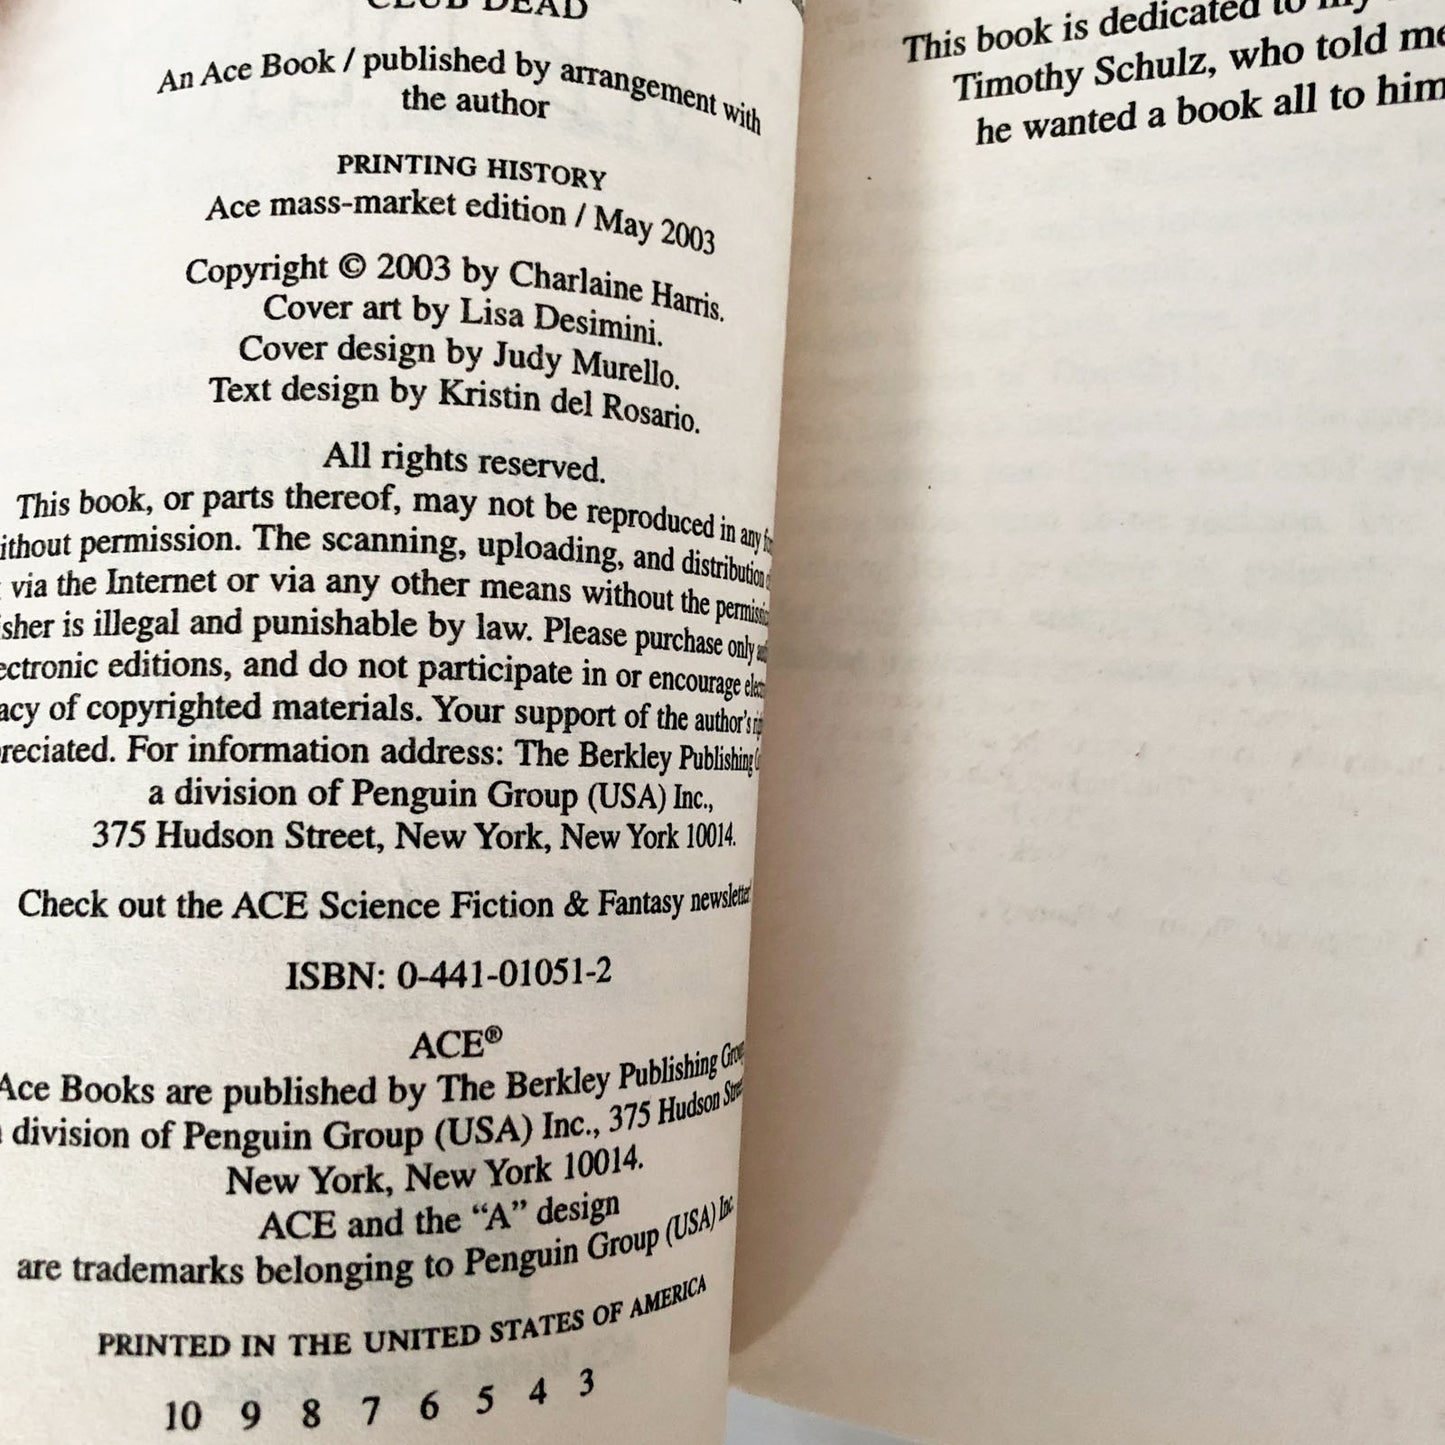 CLUB DEAD
An Ace Book / published by arrangement with
the author
PRINTING HISTORY
Ace mass-market edition / May 2003
Copyright © 2003 by Charlaine Harris.
Cover art by Lisa Desimini.
Cover design by Judy Murello.
Text design by Kristin del Rosario.
All rights reserved.
This book, or parts thereof, may not be reproduced in any
ithout permission. The scanning, uploading, and distribution
via the Internet or via any other means without the permissio
sher is illegal and punishable by law. Please purchase only
ectronic editions, and do not participate in or encourage elect
acy of copyrighted materials. Your support of the author's
reciated. For information address: The Berkley Publishing
a division of Penguin Group (USA) Inc.,
375 Hudson Street, New York, New York 10014.
Check out the ACE Science Fiction & Fantasy newsletter
ISBN: 0-441-01051-2
ACE®
Ace Books are published by The Berkley Publishing Group
division of Penguin Group (USA) Inc., 375 Hudson Stree
New York, New York 10014.
ACE and the “A” design
are trademarks belonging to Penguin Group (USA) Inc
PRINTED IN THE UNITED STATES OF AMERICA
10 9 8 7 6 5 4 3
This book is dedicated to my
Timothy Schulz, who told me
he wanted a book all to him